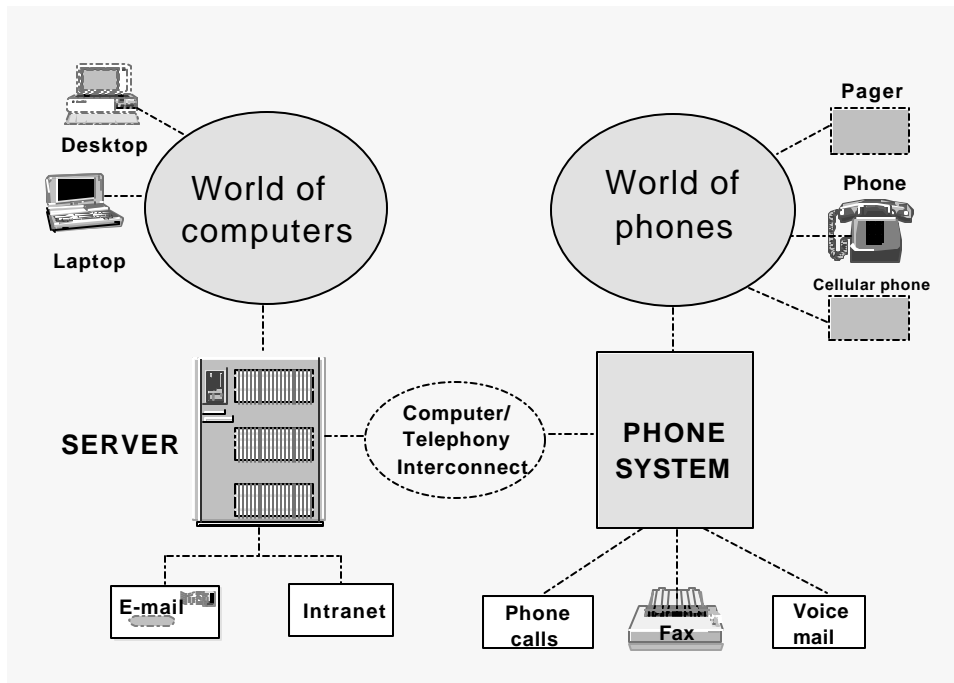 Desktop
Laptop
World of
computers
World of
phones
Pager
Phone
Cellular phone
SERVER
Computer/
Telephony
Interconnect
PHONE
SYSTEM
E-mail
Intranet
Phone
calls
Fax
Voice
mail